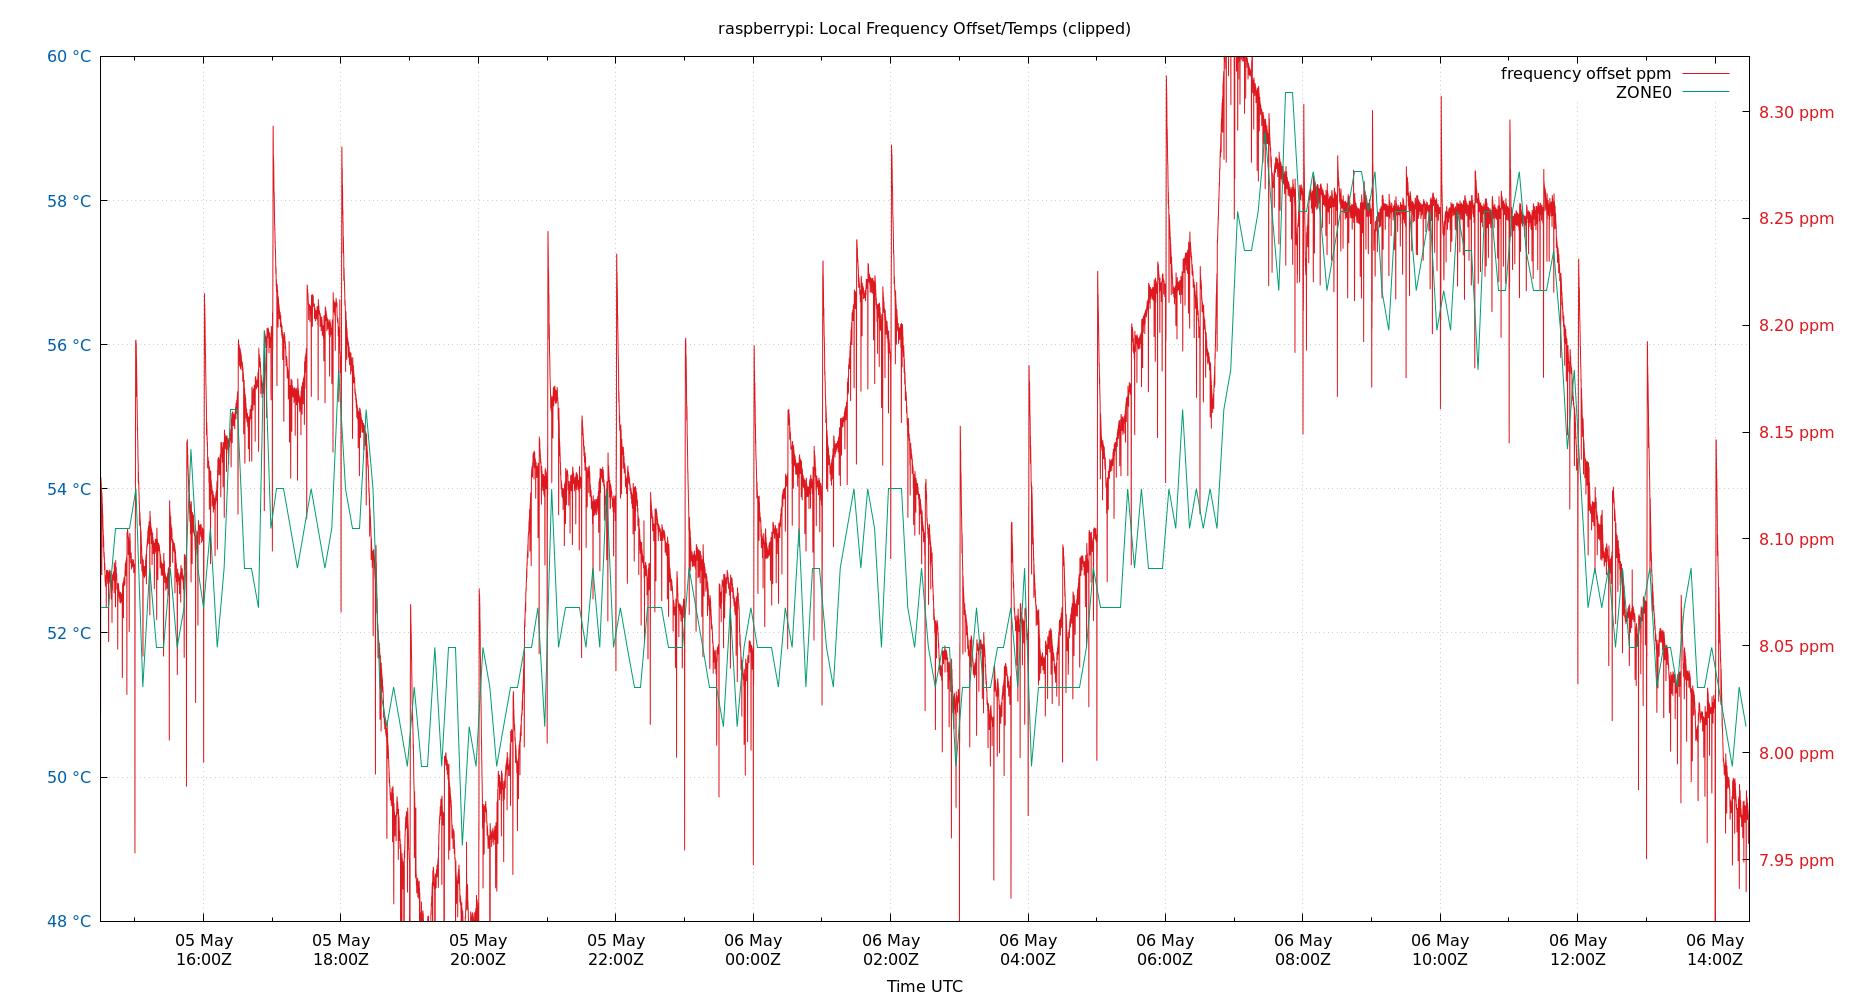 raspberrypi: Local Frequency Offset/Temps (clipped)
60 °C
58 °C
56 °C
54 °C
52 °C
50 °C
48 °C
frequency offset ppm
ZONE0
8.30 ppm
8.25 ppm
8.20 ppm
8.15 ppm
8.10 ppm
8.05 ppm
8.00 ppm
7.95 ppm
05 May
16:00Z
05 May
18:00Z
05 May
20:00Z
05 May
22:00Z
06 May
00:00Z
06 May
02:00Z
06 May
04:00Z
06 May
06:00Z
06 May
08:00Z
06 May
10:00Z
06 May
12:00Z
06 May
14:00Z
Time UTC